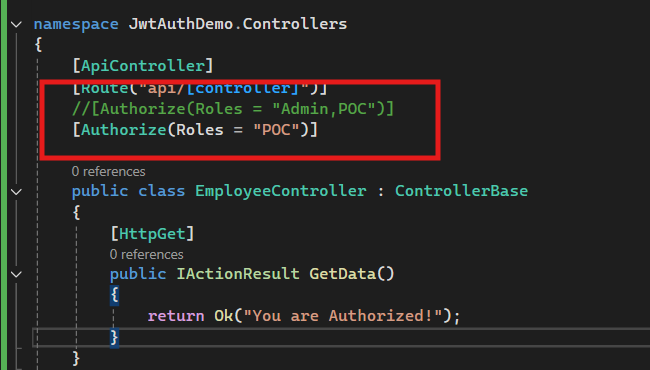 namespace JwtAuthDemo.Controllers
{
[ApiController]
[Route("api/[controller]")]
//[Authorize(Roles = "Admin,POC")]
[Authorize(Roles = "POC")]
0 references
public class EmployeeController : ControllerBase
{
[HttpGet]
0 references
public IActionResult GetData()
{
return Ok("You are Authorized!");
}
}